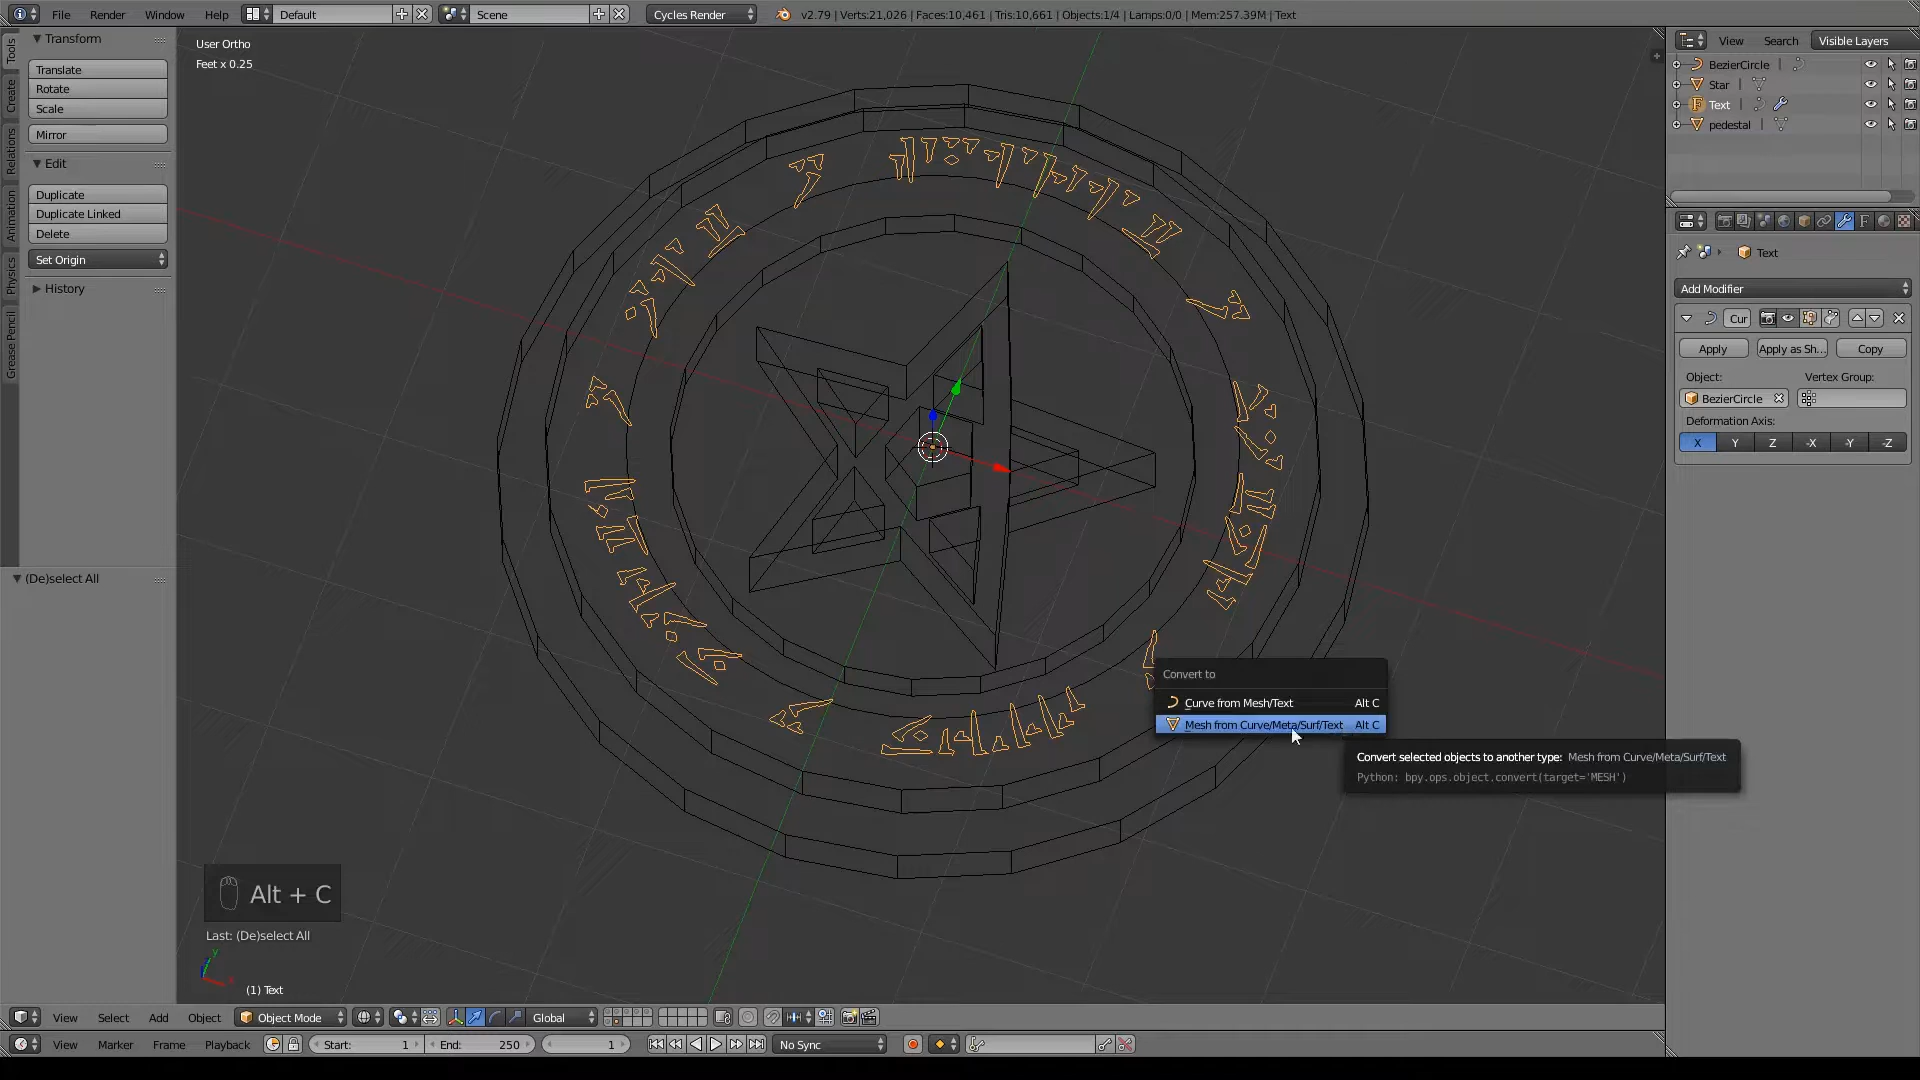 File Render Window Help Default Scene Cycles Render v2.79 | Verts:21,026 | Faces:10,461 | Tris:10,661 | Objects:1/4 | Lamps:0/0 | Mem:257.39M | Text
Tools
Create
Relations
Animation
Physics
Grease Pencil
Transform
Translate
Rotate
Scale
Mirror
Edit
Duplicate
Duplicate Linked
Delete
Set Origin
History
(De)select All
User Ortho
Feet x 0.25
Convert to
Curve from Mesh/Text Alt C
Mesh from Curve/Meta/Surf/Text Alt C
Convert selected objects to another type: Mesh from Curve/Meta/Surf/Text
Python: bpy.ops.object.convert(target='MESH')
Alt + C
Last: (De)select All
y
x
(1) Text
View Search Visible Layers
BezierCircle
Star
Text
pedestal
Text
Add Modifier
Cur
Apply Apply as Sh... Copy
Object: Vertex Group:
BezierCircle
Deformation Axis:
X Y Z -X -Y -Z
View Select Add Object Object Mode Global
View Marker Frame Playback Start: 1 End: 250 1 No Sync